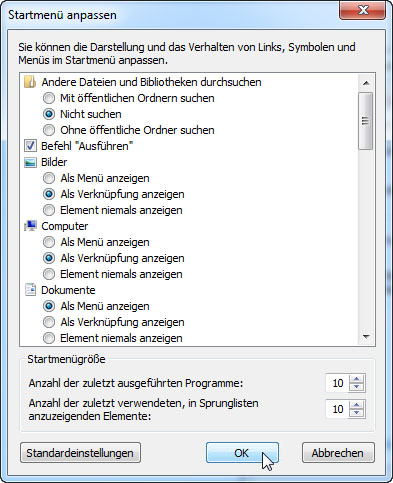 Startmenü anpassen
Sie können die Darstellung und das Verhalten von Links, Symbolen und
Menüs im Startmenü anpassen.
Andere Dateien und Bibliotheken durchsuchen
Mit öffentlichen Ordnern suchen
Nicht suchen
Ohne öffentliche Ordner suchen
Befehl "Ausführen"
Bilder
Als Menü anzeigen
Als Verknüpfung anzeigen
Element niemals anzeigen
Computer
Als Menü anzeigen
Als Verknüpfung anzeigen
Element niemals anzeigen
Dokumente
Als Menü anzeigen
Als Verknüpfung anzeigen
Element niemals anzeigen
Startmenügröße
Anzahl der zuletzt ausgeführten Programme: 10
Anzahl der zuletzt verwendeten, in Sprunglisten
anzuzeigenden Elemente: 10
Standardeinstellungen OK Abbrechen